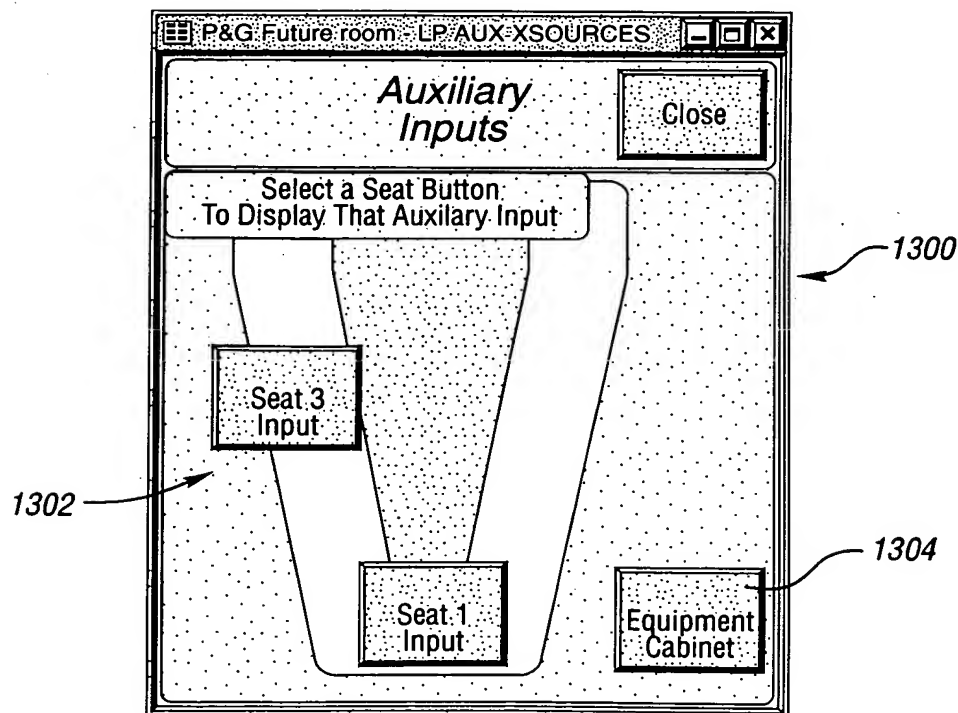 P&G Future room - LP AUX-XSOURCES
Auxiliary
Inputs
Close
Select a Seat Button
To Display That Auxilary Input
1300
Seat 3
Input
1302
1304
Seat 1
Input
Equipment
Cabinet